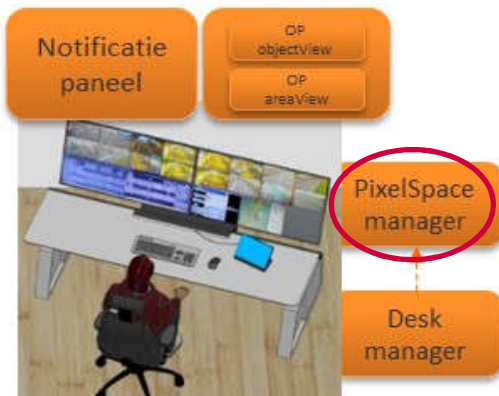 Notificatie
paneel
OP
objectView
OP
areaView
PixelSpace
manager
Desk
manager